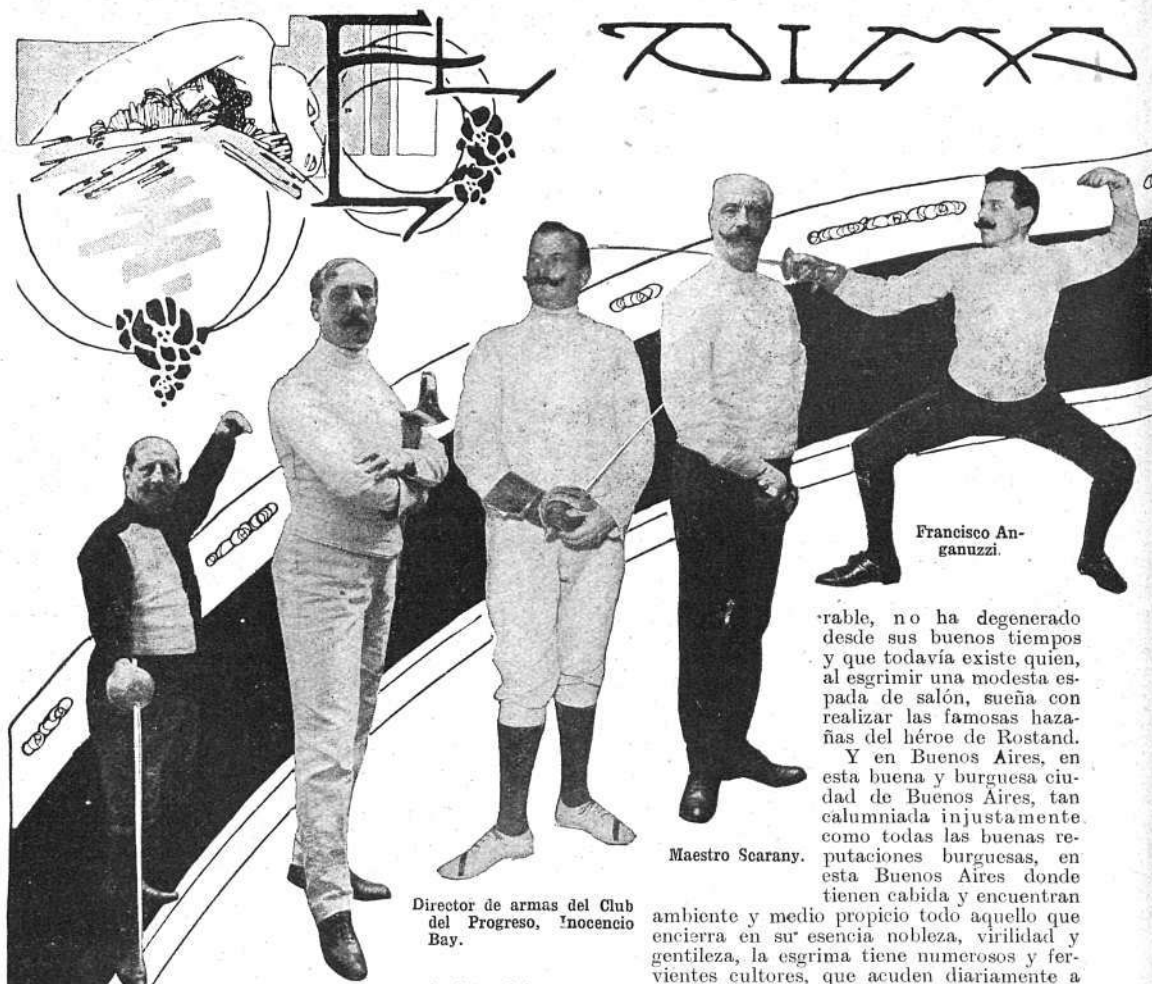 EL ALMA
Francisco An-
ganuzzi.
Maestro Scarany.
Director de armas del Club
del Progreso, Inocencio
Bay.
rable, no ha degenerado
desde sus buenos tiempos
y que todavía existe quien,
al esgrimir una modesta es-
pada de salón, sueña con
realizar las famosas haza-
ñas del héroe de Rostand.
Y en Buenos Aires, en
esta buena y burguesa ciu-
dad de Buenos Aires, tan
calumniada injustamente
como todas las buenas re-
putaciones burguesas, en
esta Buenos Aires donde
tienen cabida y encuentran
ambiente y medio propicio todo aquello que
encierra en su esencia nobleza, virilidad y
gentileza, la esgrima tiene numerosos y fer-
vientes cultores, que acuden diariamente a